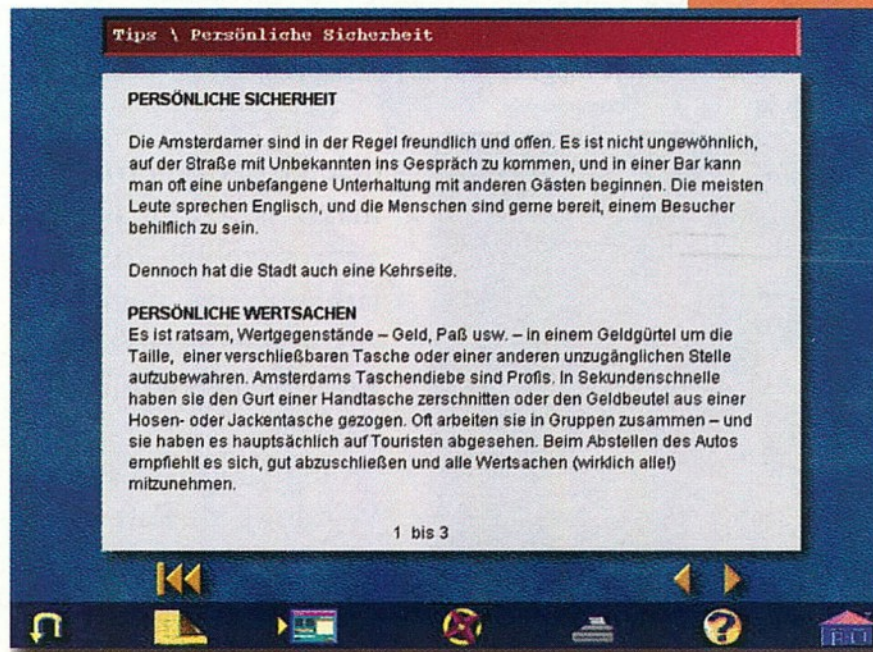 Tips \ Persönliche Sicherheit
PERSÖNLICHE SICHERHEIT
Die Amsterdamer sind in der Regel freundlich und offen. Es ist nicht ungewöhnlich,
auf der Straße mit Unbekannten ins Gespräch zu kommen, und in einer Bar kann
man oft eine unbefangene Unterhaltung mit anderen Gästen beginnen. Die meisten
Leute sprechen Englisch, und die Menschen sind gerne bereit, einem Besucher
behilflich zu sein.
Dennoch hat die Stadt auch eine Kehrseite.
PERSÖNLICHE WERTSACHEN
Es ist ratsam, Wertgegenstände – Geld, Paß usw. – in einem Geldgürtel um die
Taille, einer verschließbaren Tasche oder einer anderen unzugänglichen Stelle
aufzubewahren. Amsterdams Taschendiebe sind Profis. In Sekundenschnelle
haben sie den Gurt einer Handtasche zerschnitten oder den Geldbeutel aus einer
Hosen- oder Jackentasche gezogen. Oft arbeiten sie in Gruppen zusammen – und
sie haben es hauptsächlich auf Touristen abgesehen. Beim Abstellen des Autos
empfiehlt es sich, gut abzuschließen und alle Wertsachen (wirklich alle!)
mitzunehmen.
1 bis 3
?